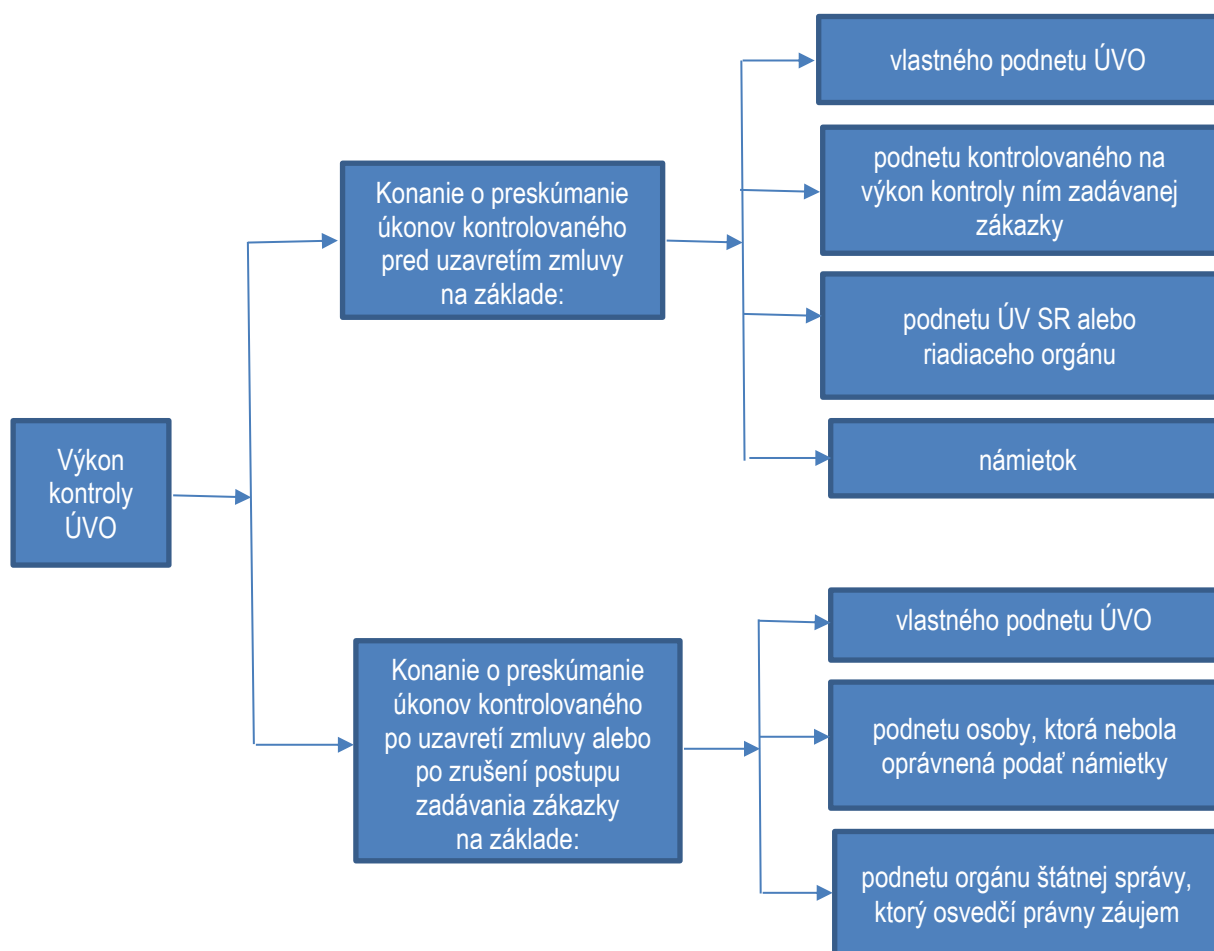 Výkon
kontroly
ÚVO
Konanie o preskúmanie
úkonov kontrolovaného
pred uzavretím zmluvy
na základe:
vlastného podnetu ÚVO
podnetu kontrolovaného na
výkon kontroly ním zadávanej
zákazky
podnetu ÚV SR alebo
riadiaceho orgánu
námietok
Konanie o preskúmanie
úkonov kontrolovaného
po uzavretí zmluvy alebo
po zrušení postupu
zadávania zákazky
na základe:
vlastného podnetu ÚVO
podnetu osoby, ktorá nebola
oprávnená podať námietky
podnetu orgánu štátnej správy,
ktorý osvedčí právny záujem